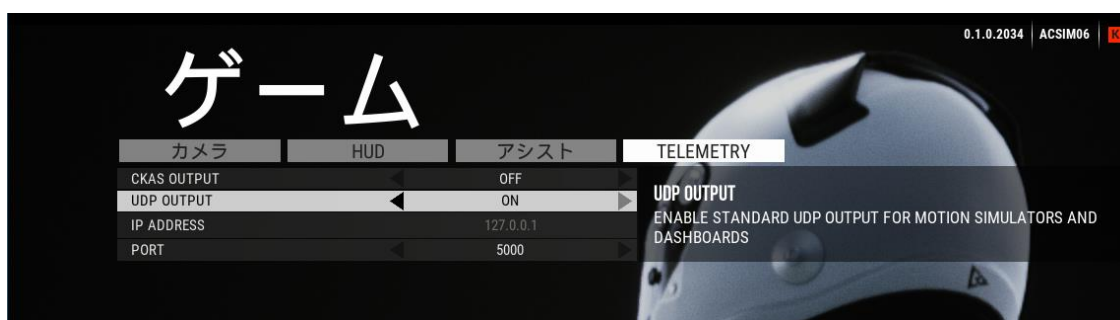 0.1.0.2034 ACSIM06 K
ゲーム
カメラ HUD アシスト TELEMETRY
CKAS OUTPUT OFF
UDP OUTPUT ON
IP ADDRESS 127.0.0.1
PORT 5000
UDP OUTPUT
ENABLE STANDARD UDP OUTPUT FOR MOTION SIMULATORS AND
DASHBOARDS